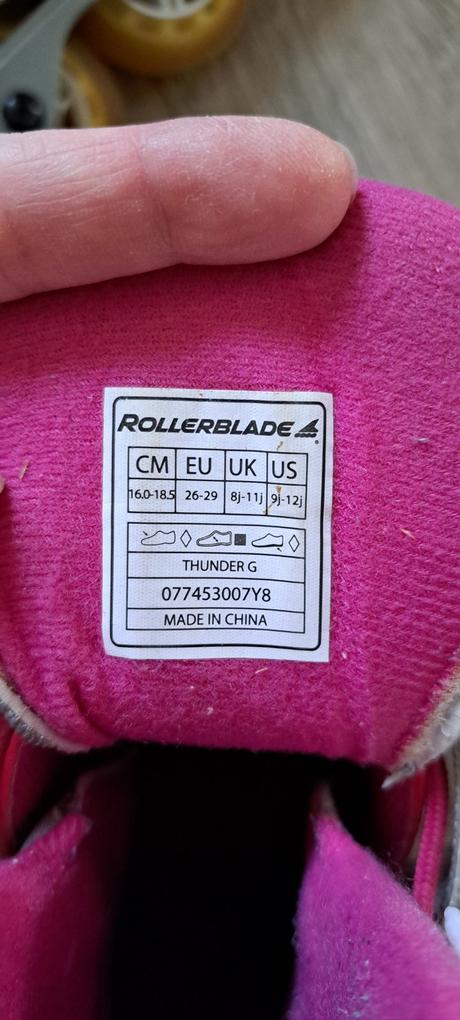 ROLLERBLADE
CM EU UK US
16.0-18.5 26-29 8j-11j 9j-12j
THUNDER G
077453007Y8
MADE IN CHINA